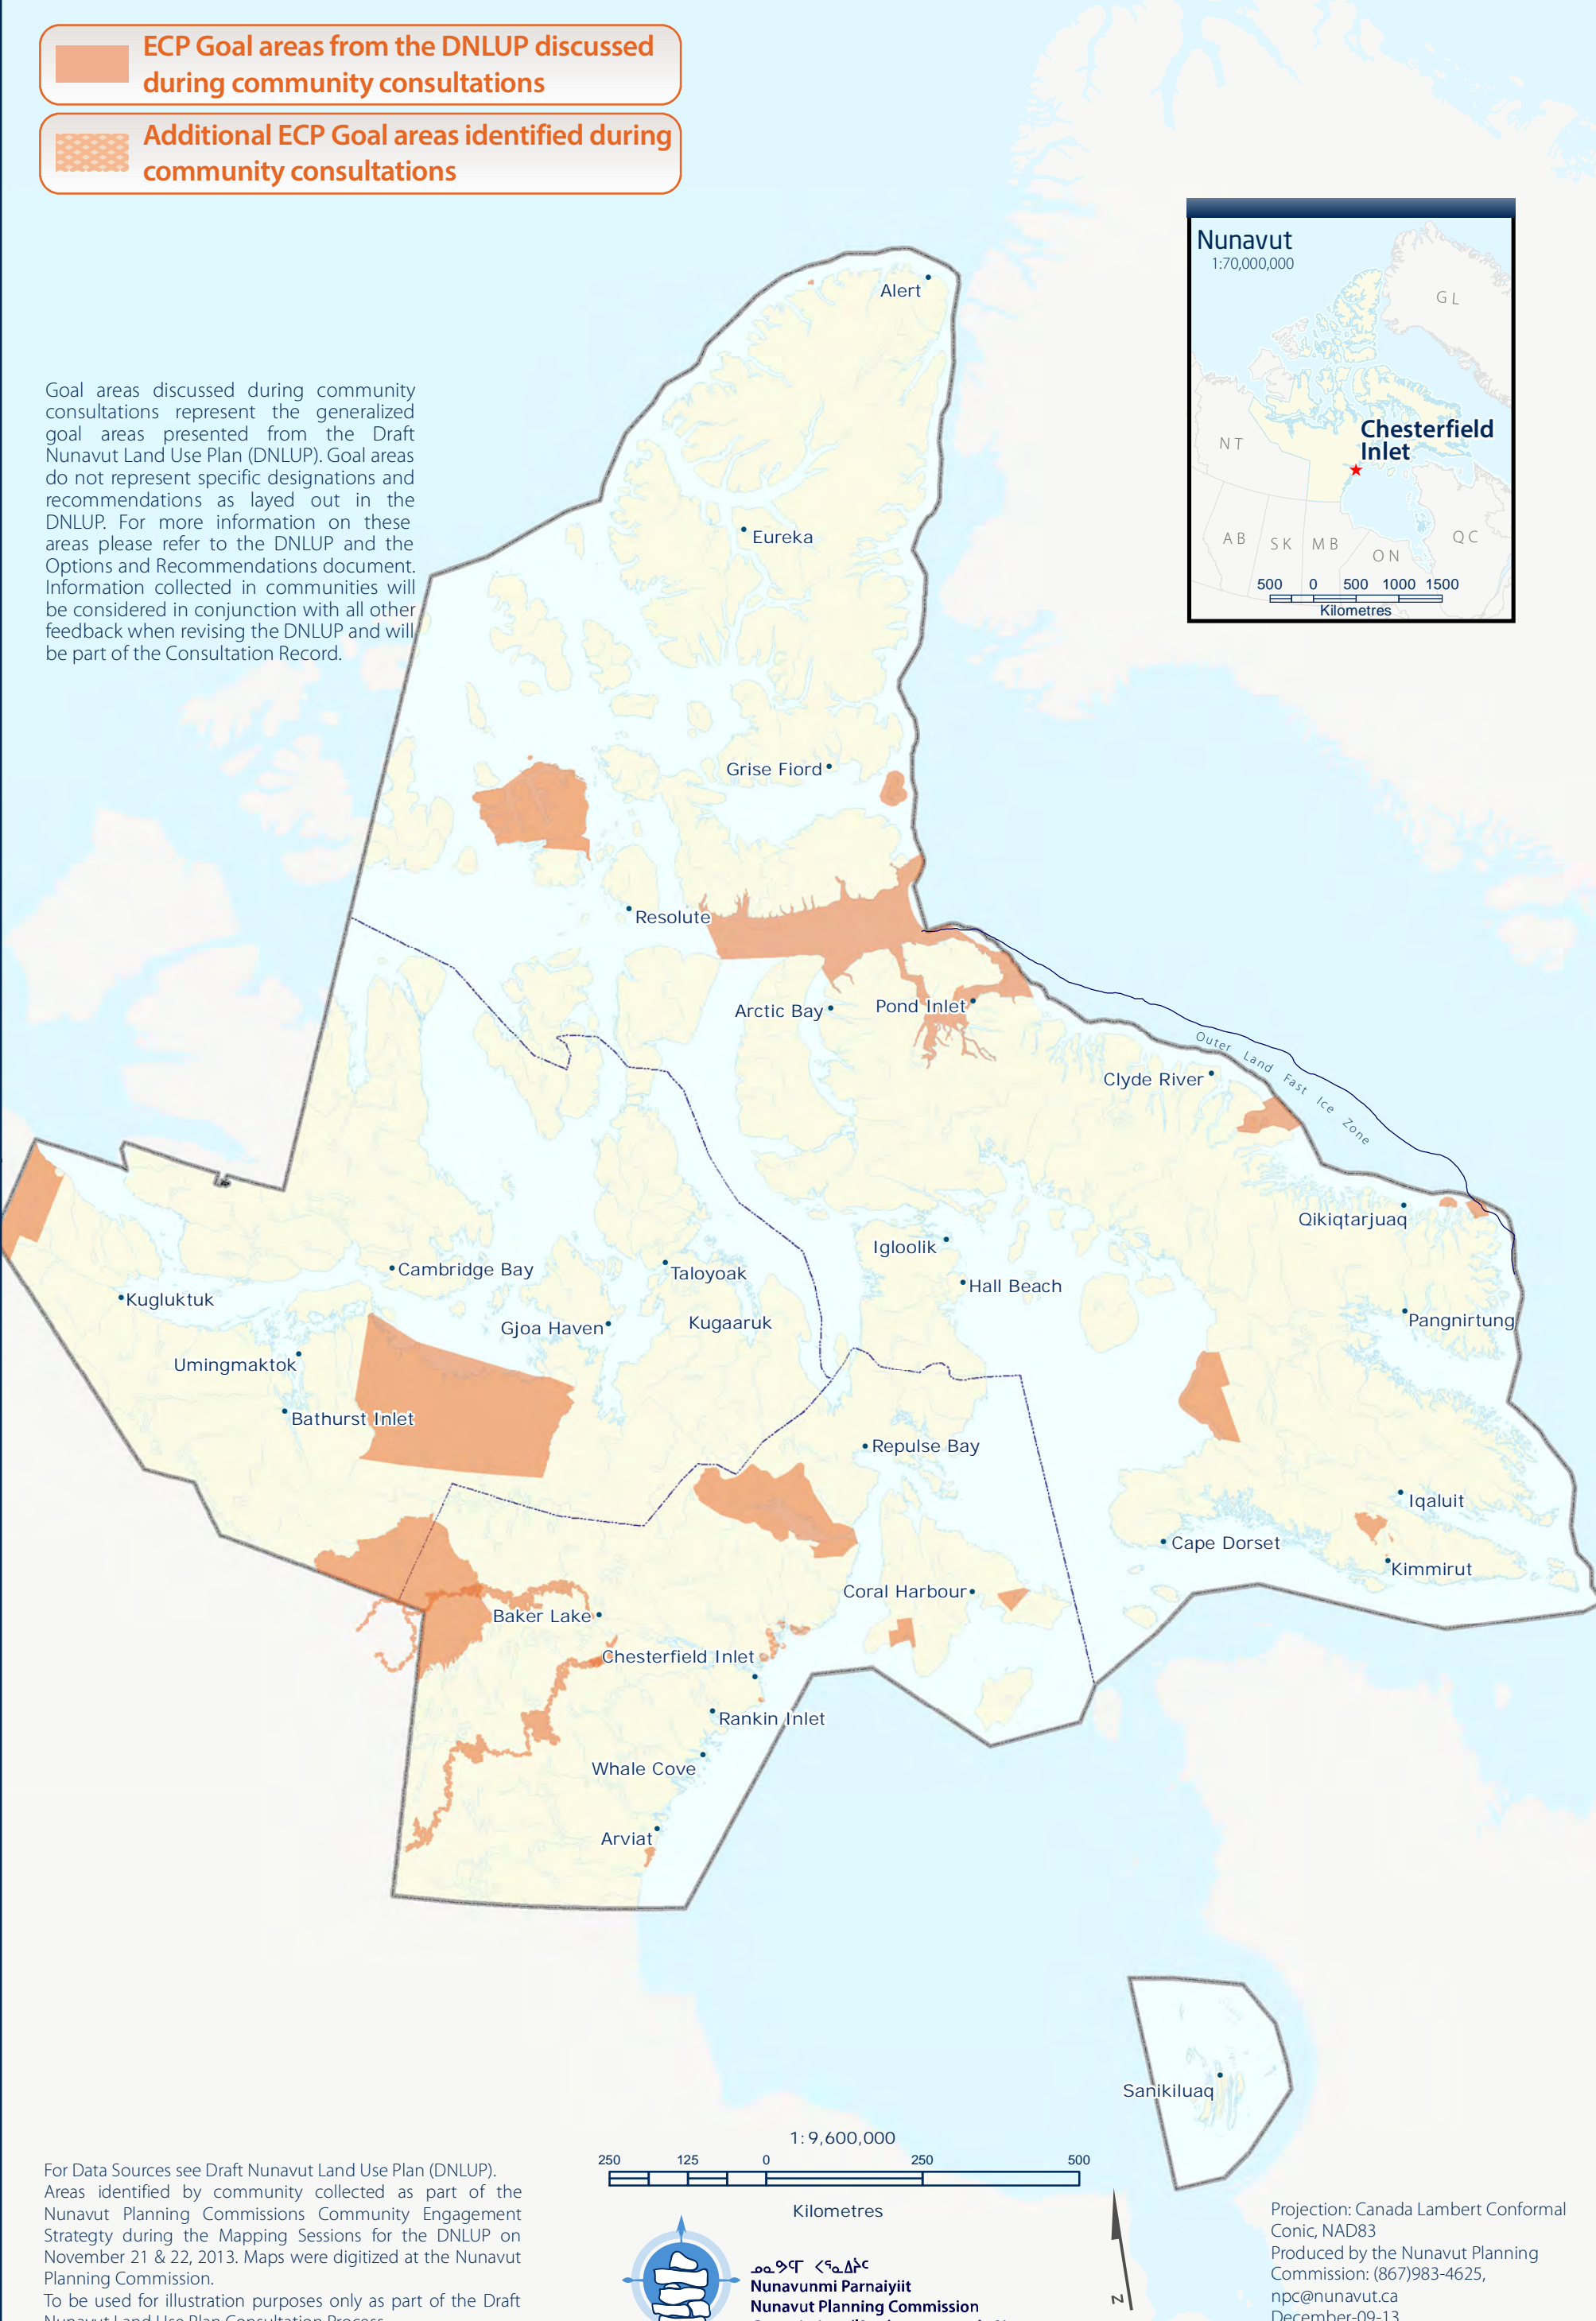 ECP Goal areas from the DNLUP discussed
during community consultations
Additional ECP Goal areas identified during
community consultations
Nunavut
1:70,000,000
GL
NT
Chesterfield
Inlet
AB
SK
MB
ON
QC
500 0 500 1000 1500
Kilometres
Goal areas discussed during community
consultations represent the generalized
goal areas presented from the Draft
Nunavut Land Use Plan (DNLUP). Goal areas
do not represent specific designations and
recommendations as layed out in the
DNLUP. For more information on these
areas please refer to the DNLUP and the
Options and Recommendations document.
Information collected in communities will
be considered in conjunction with all other
feedback when revising the DNLUP and will
be part of the Consultation Record.
Alert
Eureka
Grise Fiord
Resolute
Arctic Bay
Pond Inlet
Clyde River
Outer Land Fast Ice Zone
Qikiqtarjuaq
Igloolik
Cambridge Bay
Taloyoak
Hall Beach
Kugluktuk
Gjoa Haven
Kugaaruk
Pangnirtung
Umingmaktok
Bathurst Inlet
Repulse Bay
Iqaluit
Cape Dorset
Kimmirut
Coral Harbour
Baker Lake
Chesterfield Inlet
Rankin Inlet
Whale Cove
Arviat
Sanikiluaq
1:9,600,000
250 125 0 250 500
Kilometres
For Data Sources see Draft Nunavut Land Use Plan (DNLUP).
Areas identified by community collected as part of the
Nunavut Planning Commissions Community Engagement
Strategty during the Mapping Sessions for the DNLUP on
November 21 & 22, 2013. Maps were digitized at the Nunavut
Planning Commission.
To be used for illustration purposes only as part of the Draft
Nunavut Land Use Plan Consultation Process.
ᓄᓇᕗᒻᒥ ᐸᕐᓇᐃᔨᑦ
Nunavunmi Parnaiyiit
Nunavut Planning Commission
N
Projection: Canada Lambert Conformal
Conic, NAD83
Produced by the Nunavut Planning
Commission: (867)983-4625,
npc@nunavut.ca
December-09-13